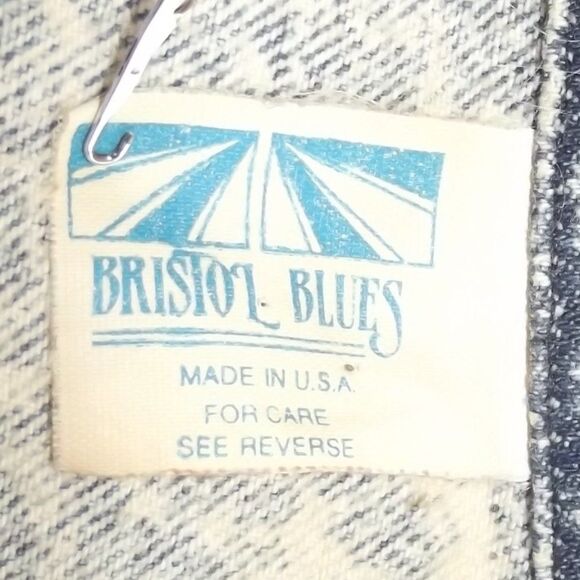 BRISTOL BLUES
MADE IN U.S.A.
FOR CARE
SEE REVERSE